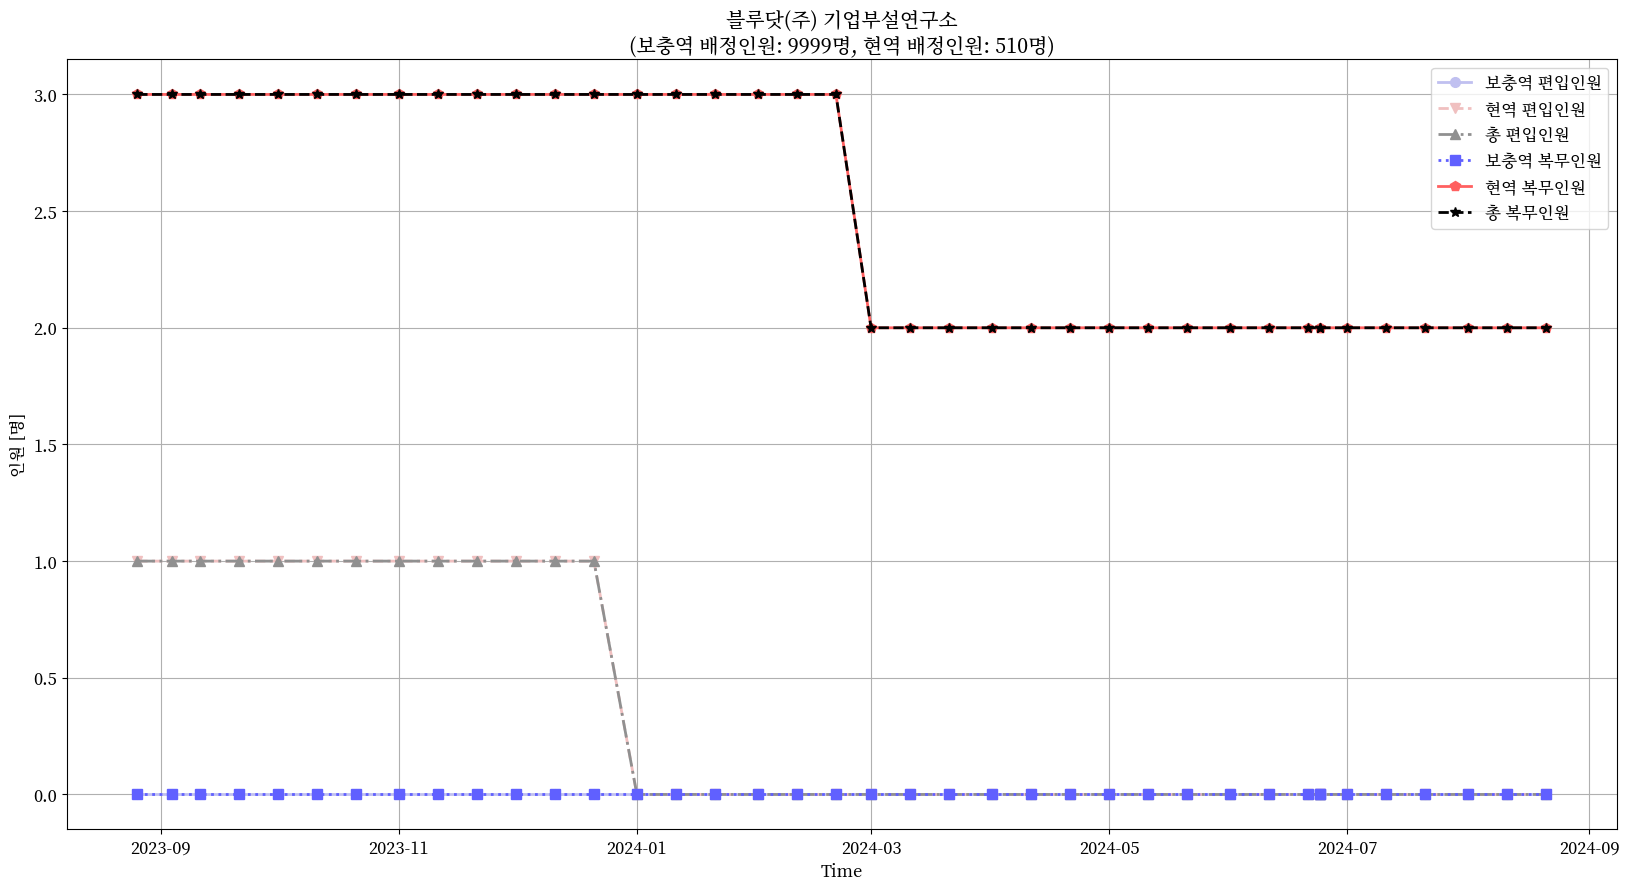 블루닷(주) 기업부설연구소
(보충역 배정인원: 9999명, 현역 배정인원: 510명)
보충역 편입인원
현역 편입인원
총 편입인원
보충역 복무인원
현역 복무인원
총 복무인원
3.0
2.5
2.0
1.5
1.0
0.5
0.0
인원 [명]
2023-09
2023-11
2024-01
2024-03
2024-05
2024-07
2024-09
Time